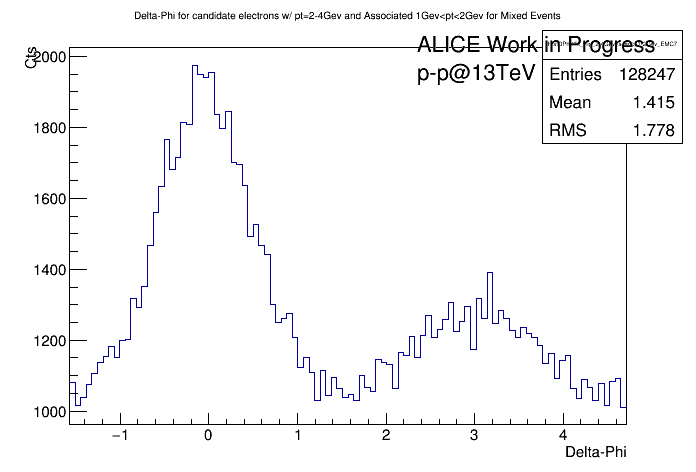 Delta-Phi for candidate electrons w/ pt=2-4Gev and Associated 1Gev<pt<2Gev for Mixed Events
Cts
ALICE Work in Progress
p-p@13TeV
Entries 128247
Mean 1.415
RMS 1.778
2000
1800
1600
1400
1200
1000
−1 0 1 2 3 4
Delta-Phi